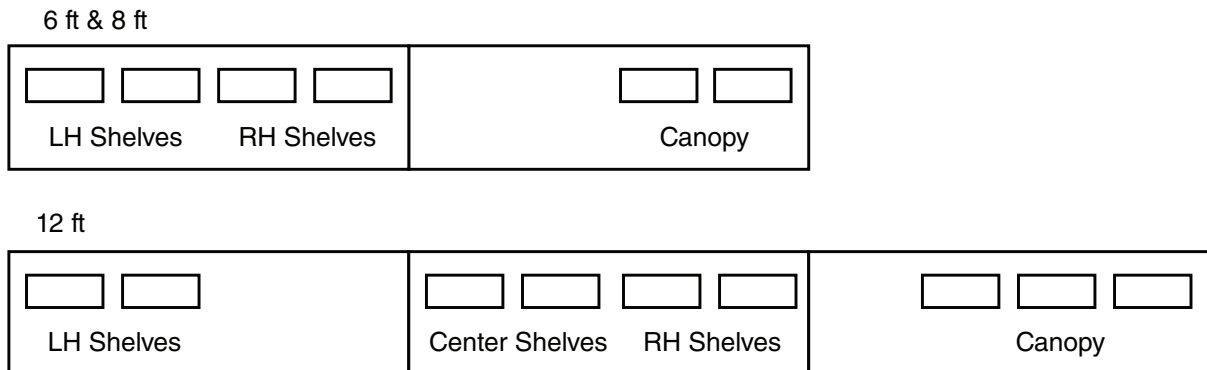 6 ft & 8 ft
LH Shelves RH Shelves Canopy
12 ft
LH Shelves Center Shelves RH Shelves Canopy